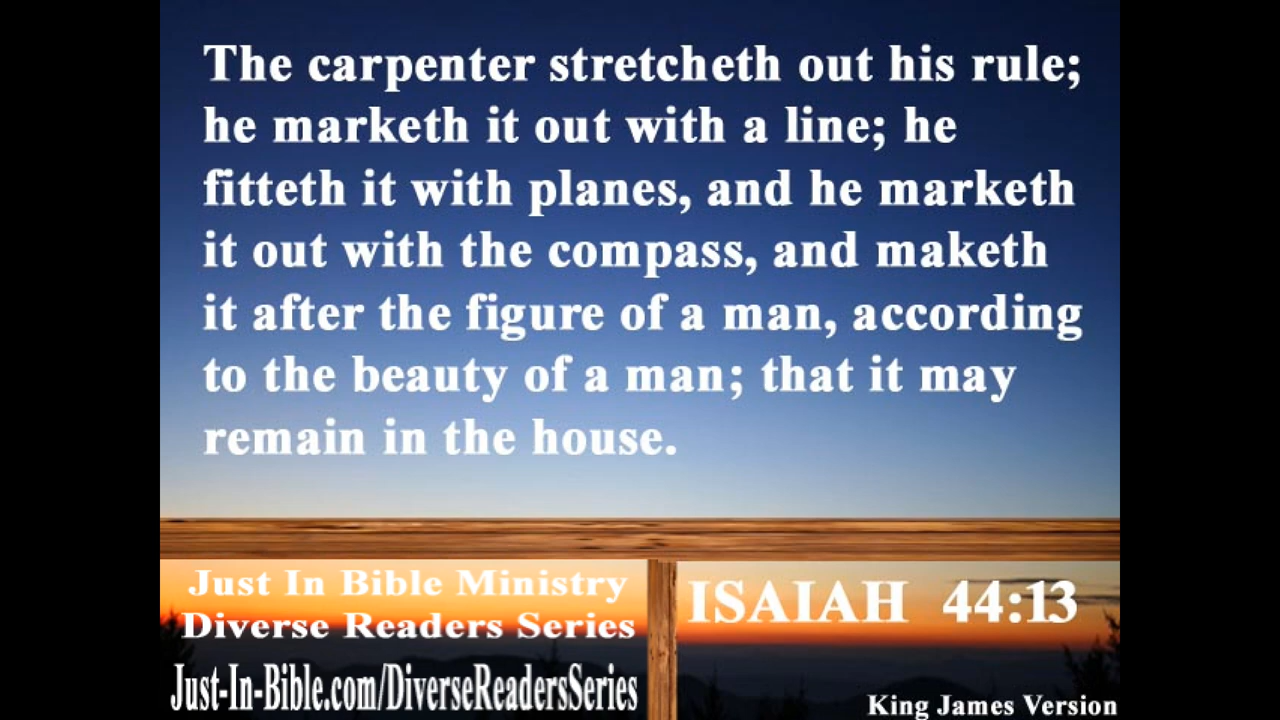 The carpenter stretcheth out his rule;
he marketh it out with a line; he
fitteth it with planes, and he marketh
it out with the compass, and maketh
it after the figure of a man, according
to the beauty of a man; that it may
remain in the house.
Just In Bible Ministry
Diverse Readers Series
Just-In-Bible.com/DiverseReadersSeries
ISAIAH 44:13
King James Version